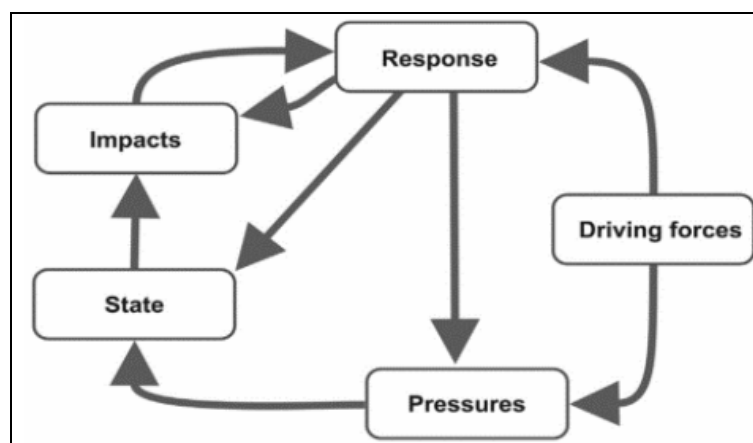 Response
Impacts
Driving forces
State
Pressures